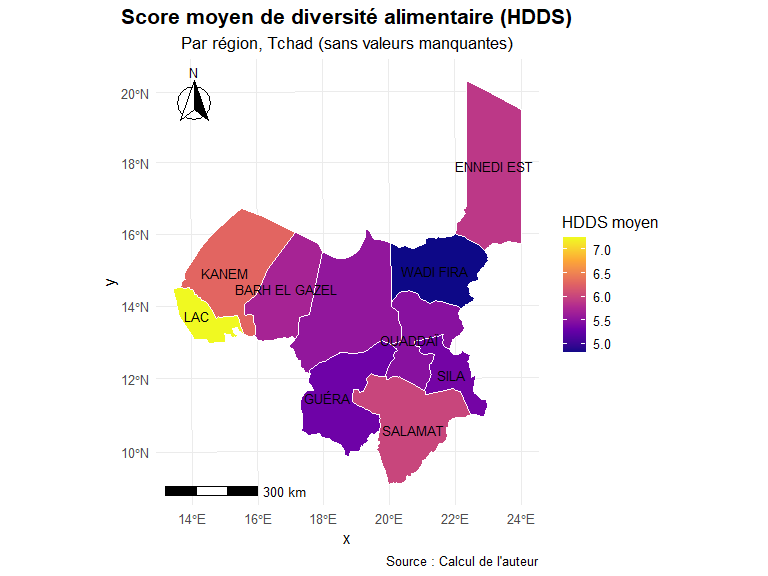 Score moyen de diversité alimentaire (HDDS)
Par région, Tchad (sans valeurs manquantes)
N
20°N
18°N
16°N
14°N
12°N
10°N
y
ENNEDI EST
KANEM
WADI FIRA
BARH EL GAZEL
LAC
OUADDAÏ
SILA
GUÉRA
SALAMAT
300 km
14°E
16°E
18°E
20°E
22°E
24°E
x
HDDS moyen
7.0
6.5
6.0
5.5
5.0
Source : Calcul de l'auteur